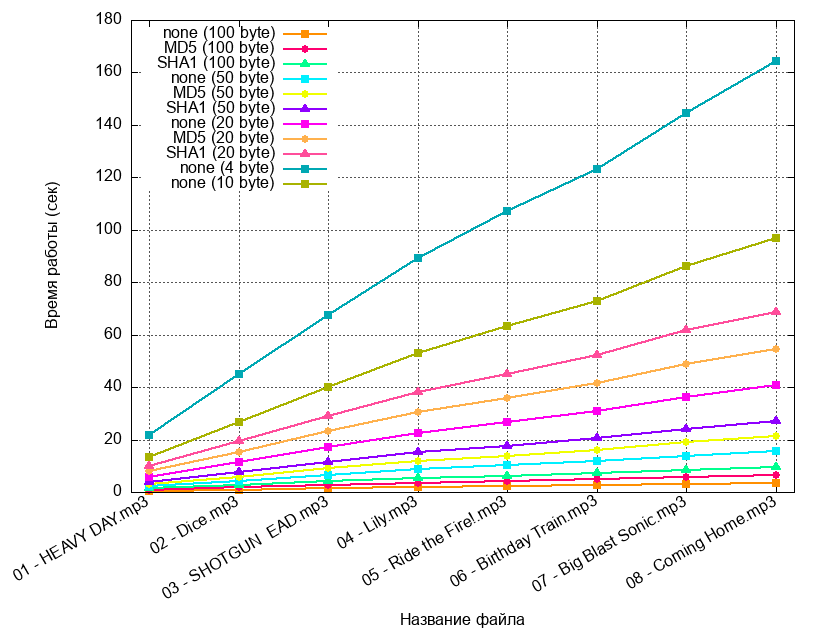 180
160
140
120
100
80
60
40
20
0
none (100 byte)
MD5 (100 byte)
SHA1 (100 byte)
none (50 byte)
MD5 (50 byte)
SHA1 (50 byte)
none (20 byte)
MD5 (20 byte)
SHA1 (20 byte)
none (4 byte)
none (10 byte)
Время работы (сек)
01 - HEAVY DAY.mp3
02 - Dice.mp3
03 - SHOTGUN EAD.mp3
04 - Lily.mp3
05 - Ride the Fire!.mp3
06 - Birthday Train.mp3
07 - Big Blast Sonic.mp3
08 - Coming Home.mp3
Название файла